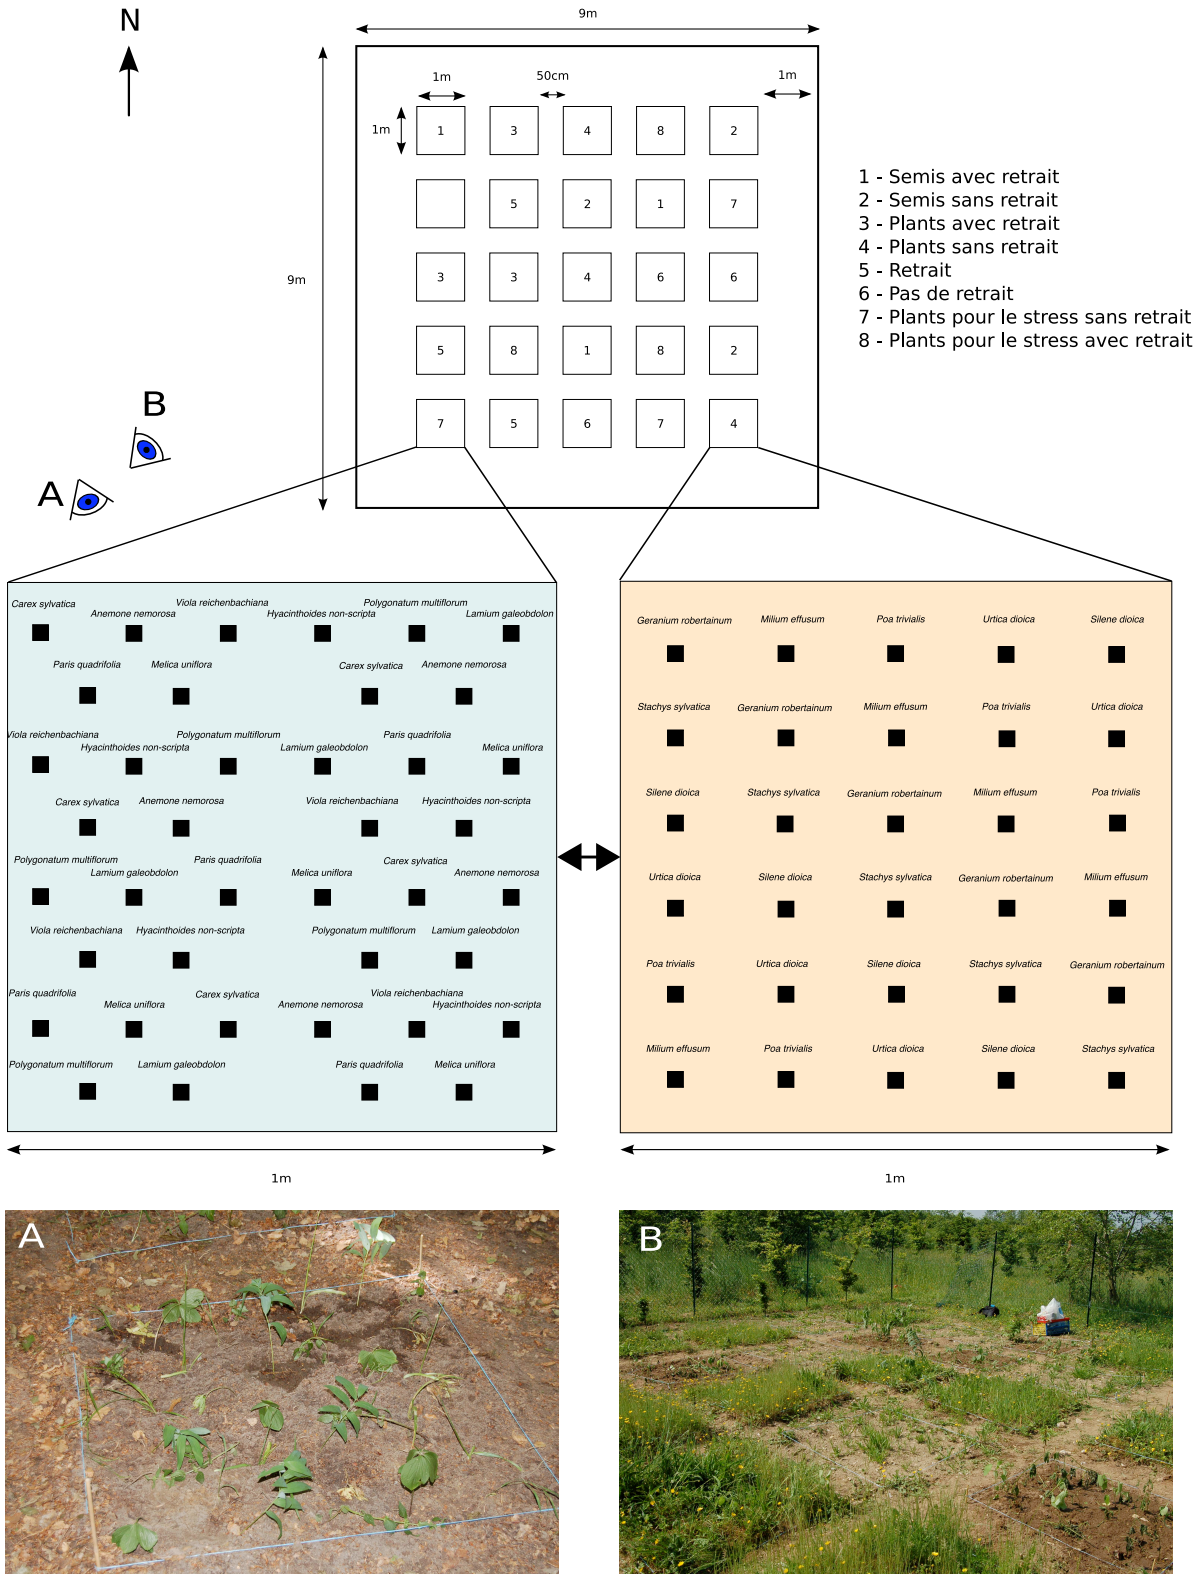 N
9m
1m
50cm
1m
1m
1 3 4 8 2
5 2 1 7
9m
3 3 4 6 6
5 8 1 8 2
7 5 6 7 4
1 - Semis avec retrait
2 - Semis sans retrait
3 - Plants avec retrait
4 - Plants sans retrait
5 - Retrait
6 - Pas de retrait
7 - Plants pour le stress sans retrait
8 - Plants pour le stress avec retrait
B
A
Viola reichenbachiana Polygonatum multiflorum
Carex sylvatica Anemone nemorosa Hyacinthoides non-scripta Lamium galeobdolon
Paris quadrifolia Melica uniflora Carex sylvatica Anemone nemorosa
Viola reichenbachiana Polygonatum multiflorum Paris quadrifolia
Hyacinthoides non-scripta Lamium galeobdolon Melica uniflora
Carex sylvatica Anemone nemorosa Viola reichenbachiana Hyacinthoides non-scripta
Polygonatum multiflorum Paris quadrifolia Carex sylvatica
Lamium galeobdolon Melica uniflora Anemone nemorosa
Viola reichenbachiana Hyacinthoides non-scripta Polygonatum multiflorum Lamium galeobdolon
Paris quadrifolia Carex sylvatica Viola reichenbachiana
Melica uniflora Anemone nemorosa Hyacinthoides non-scripta
Polygonatum multiflorum Lamium galeobdolon Paris quadrifolia Melica uniflora
1m
Geranium robertainum Milium effusum Poa trivialis Urtica dioica Silene dioica
Stachys sylvatica Geranium robertainum Milium effusum Poa trivialis Urtica dioica
Silene dioica Stachys sylvatica Geranium robertainum Milium effusum Poa trivialis
Urtica dioica Silene dioica Stachys sylvatica Geranium robertainum Milium effusum
Poa trivialis Urtica dioica Silene dioica Stachys sylvatica Geranium robertainum
Milium effusum Poa trivialis Urtica dioica Silene dioica Stachys sylvatica
1m
A
B